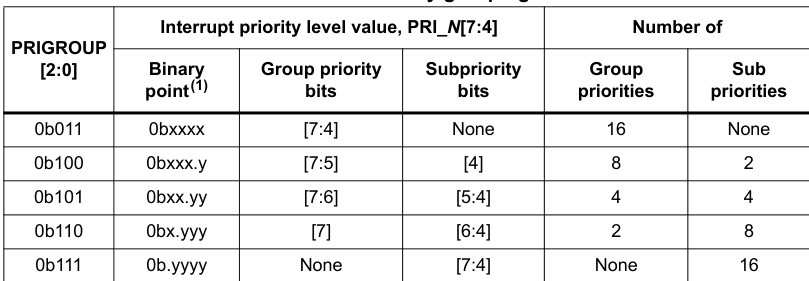 PRIGROUP [2:0] Interrupt priority level value, PRI_N[7:4] Number of
Binary point(1) Group priority bits Subpriority bits Group priorities Sub priorities
0b011 0bxxxx [7:4] None 16 None
0b100 0bxxx.y [7:5] [4] 8 2
0b101 0bxx.yy [7:6] [5:4] 4 4
0b110 0bx.yyy [7] [6:4] 2 8
0b111 0b.yyyy None [7:4] None 16